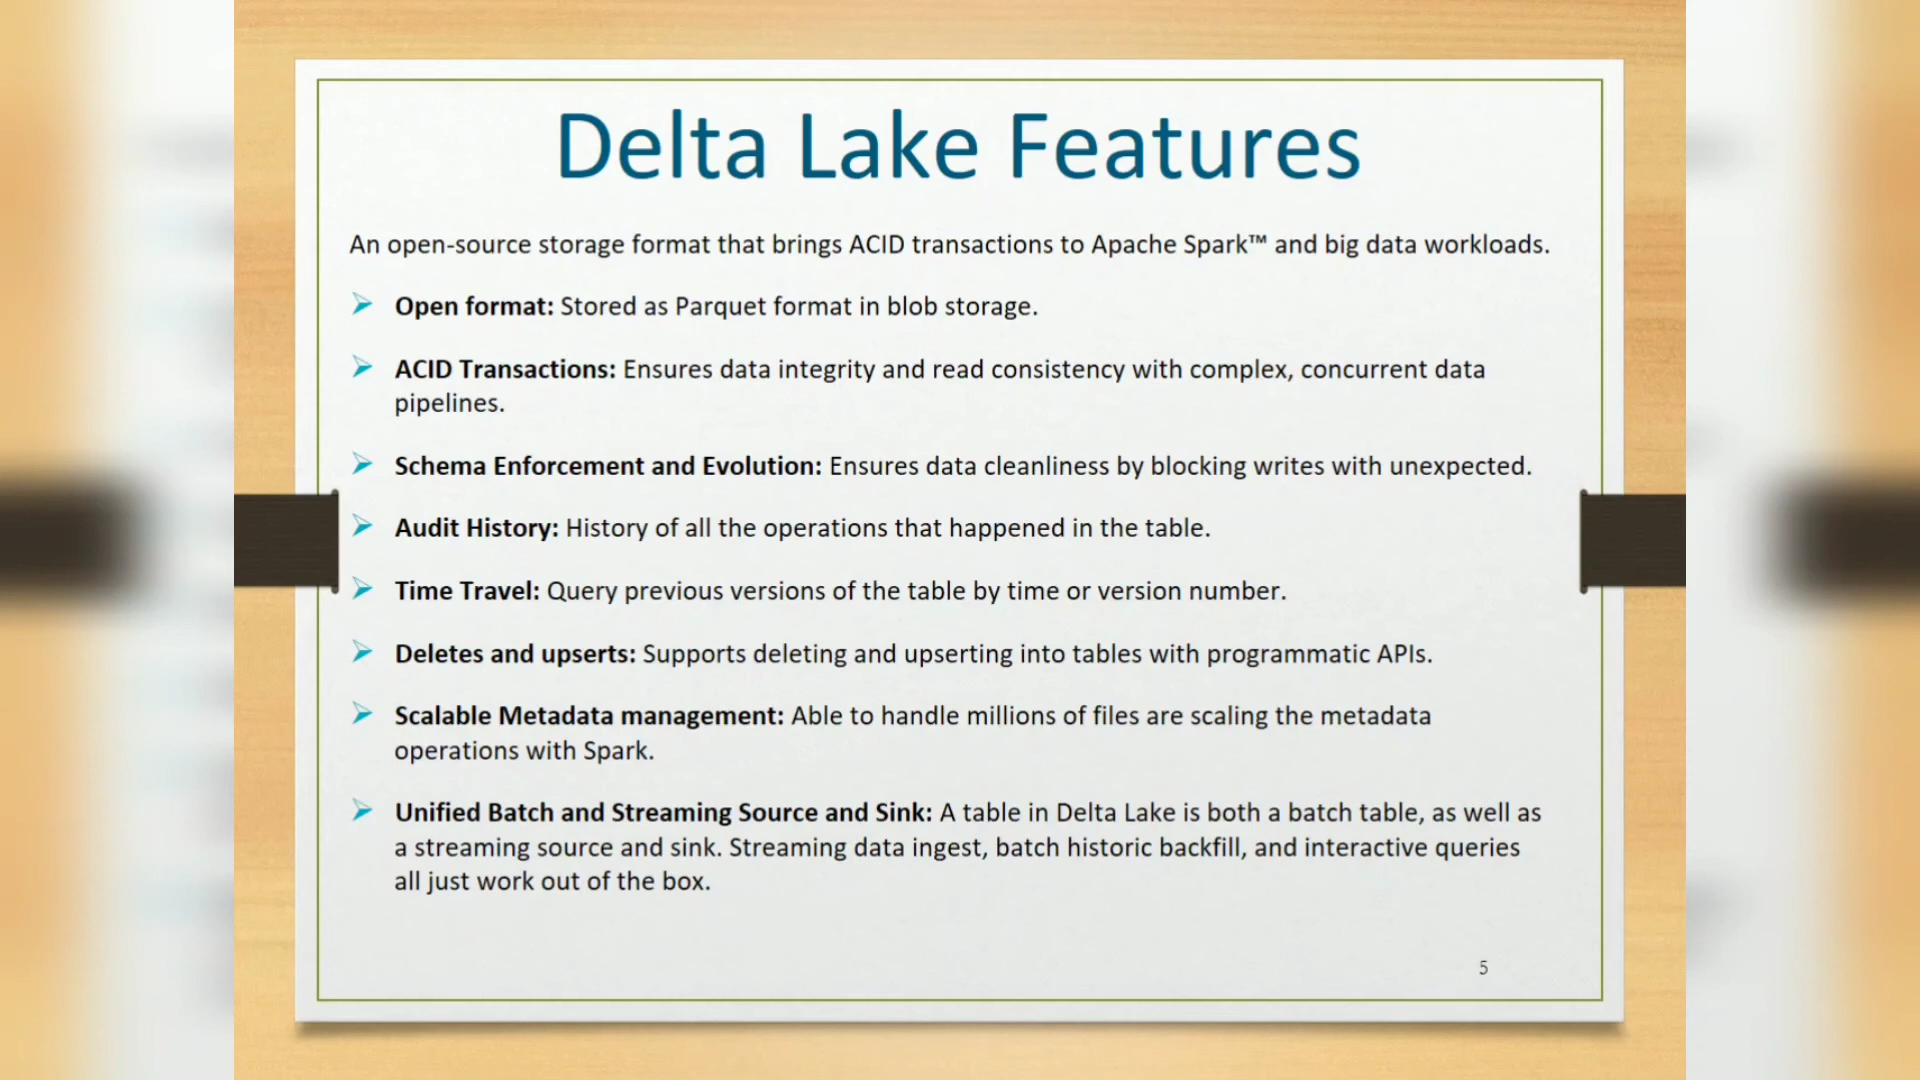 Delta Lake Features
An open-source storage format that brings ACID transactions to Apache Spark™ and big data workloads.
Open format: Stored as Parquet format in blob storage.
ACID Transactions: Ensures data integrity and read consistency with complex, concurrent data
pipelines.
Schema Enforcement and Evolution: Ensures data cleanliness by blocking writes with unexpected.
Audit History: History of all the operations that happened in the table.
Time Travel: Query previous versions of the table by time or version number.
Deletes and upserts: Supports deleting and upserting into tables with programmatic APIs.
Scalable Metadata management: Able to handle millions of files are scaling the metadata
operations with Spark.
Unified Batch and Streaming Source and Sink: A table in Delta Lake is both a batch table, as well as
a streaming source and sink. Streaming data ingest, batch historic backfill, and interactive queries
all just work out of the box.
5